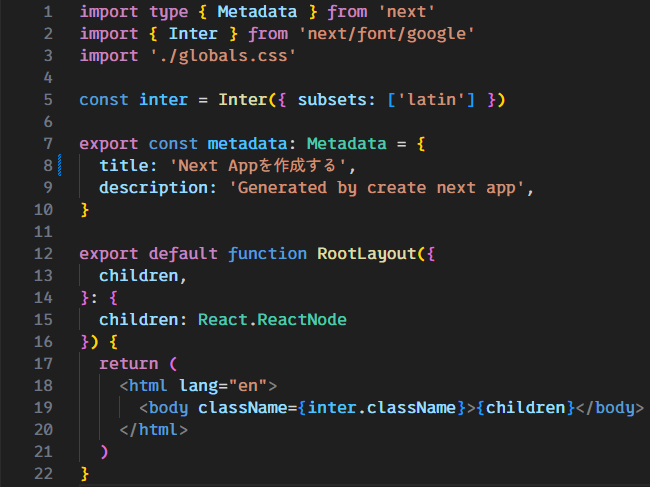 1 import type { Metadata } from 'next'
2 import { Inter } from 'next/font/google'
3 import './globals.css'
4
5 const inter = Inter({ subsets: ['latin'] })
6
7 export const metadata: Metadata = {
8   title: 'Next Appを作成する',
9   description: 'Generated by create next app',
10 }
11
12 export default function RootLayout({
13   children,
14 }: {
15   children: React.ReactNode
16 }) {
17   return (
18     <html lang="en">
19       <body className={inter.className}>{children}</body>
20     </html>
21   )
22 }